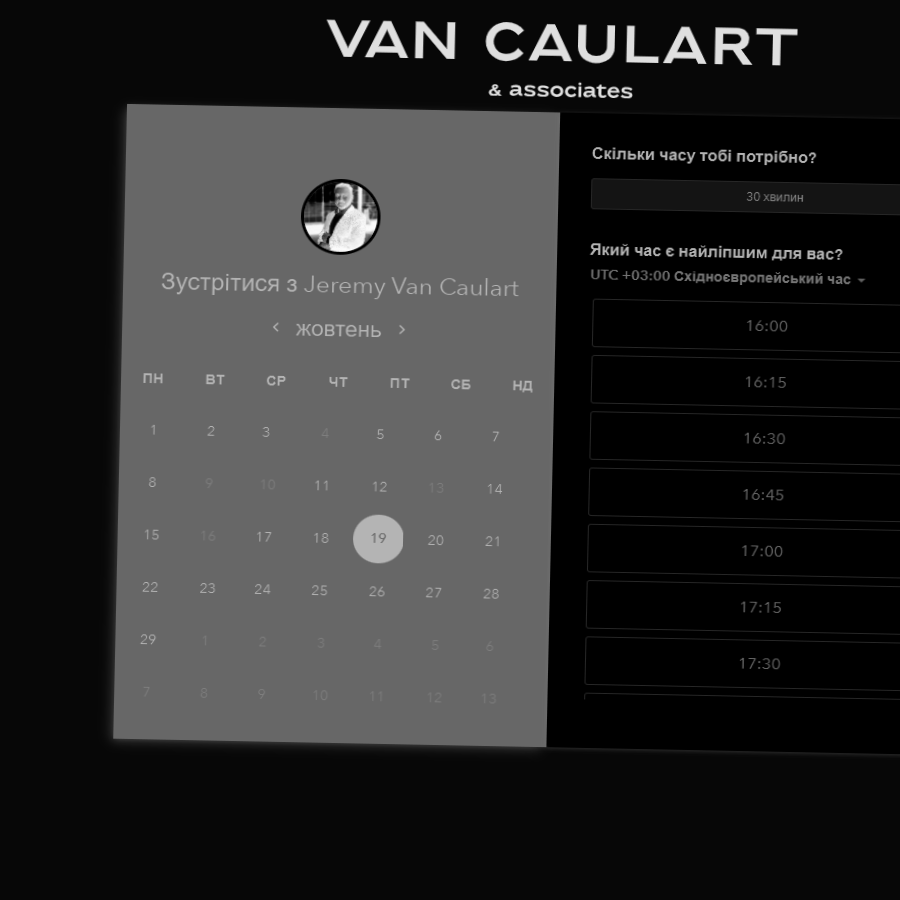 VAN CAULART
& associates
Зустрітися з Jeremy Van Caulart
жовтень
ПН ВТ СР ЧТ ПТ СБ НД
1 2 3 4 5 6 7
8 9 10 11 12 13 14
15 16 17 18 19 20 21
22 23 24 25 26 27 28
29 1 2 3 4 5 6
7 8 9 10 11 12 13
Скільки часу тобі потрібно?
30 хвилин
Який час є найліпшим для вас?
UTC +03:00 Східноєвропейський час
16:00
16:15
16:30
16:45
17:00
17:15
17:30